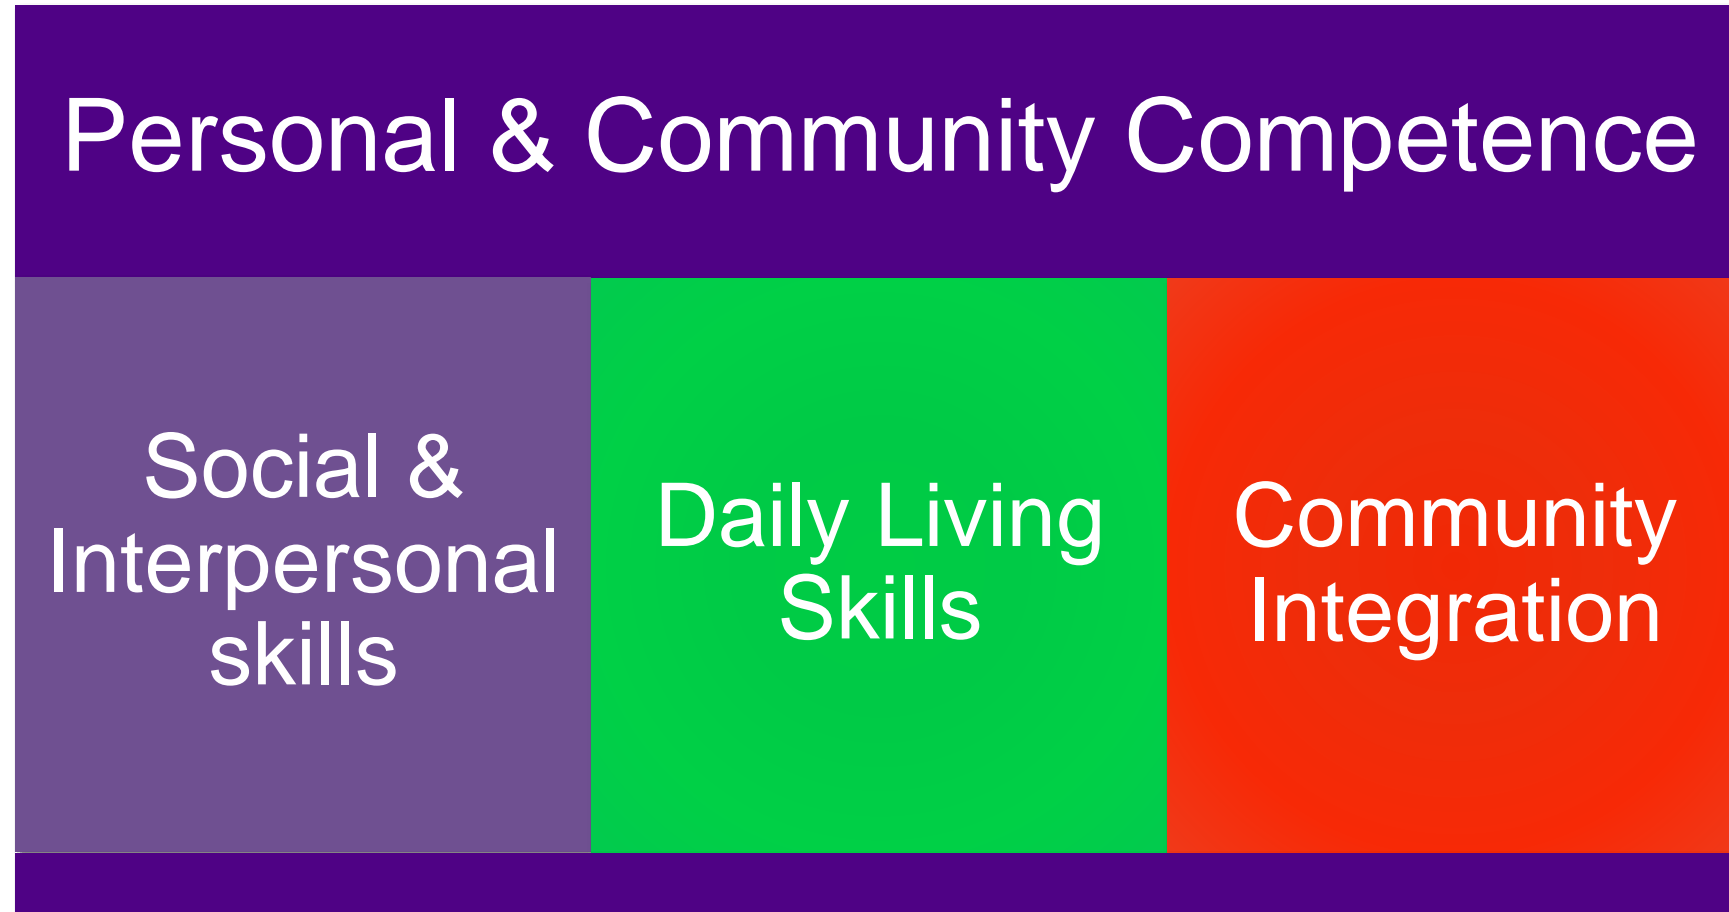 Personal & Community Competence
Social &
Interpersonal
skills
Daily Living
Skills
Community
Integration